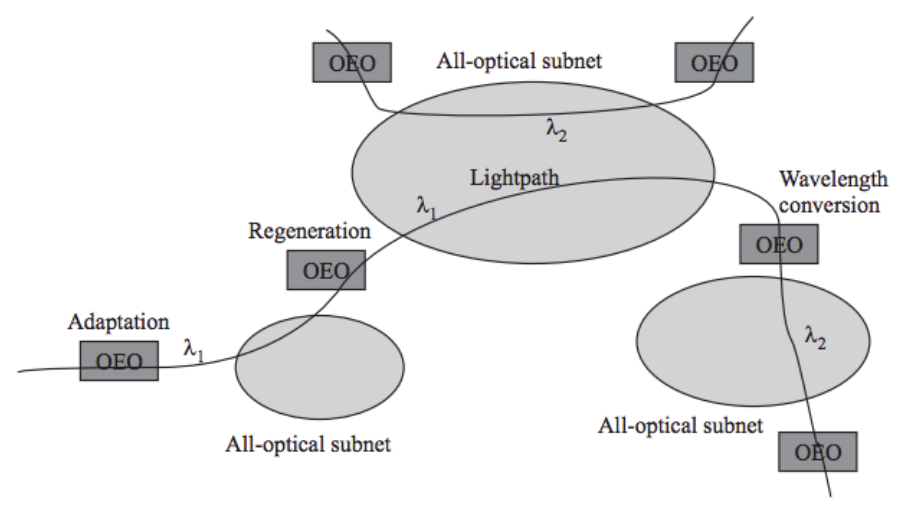 OEO
All-optical subnet
OEO
λ2
Lightpath
Wavelength
conversion
λ1
Regeneration
OEO
OEO
Adaptation
λ1
OEO
λ2
All-optical subnet
All-optical subnet
OEO